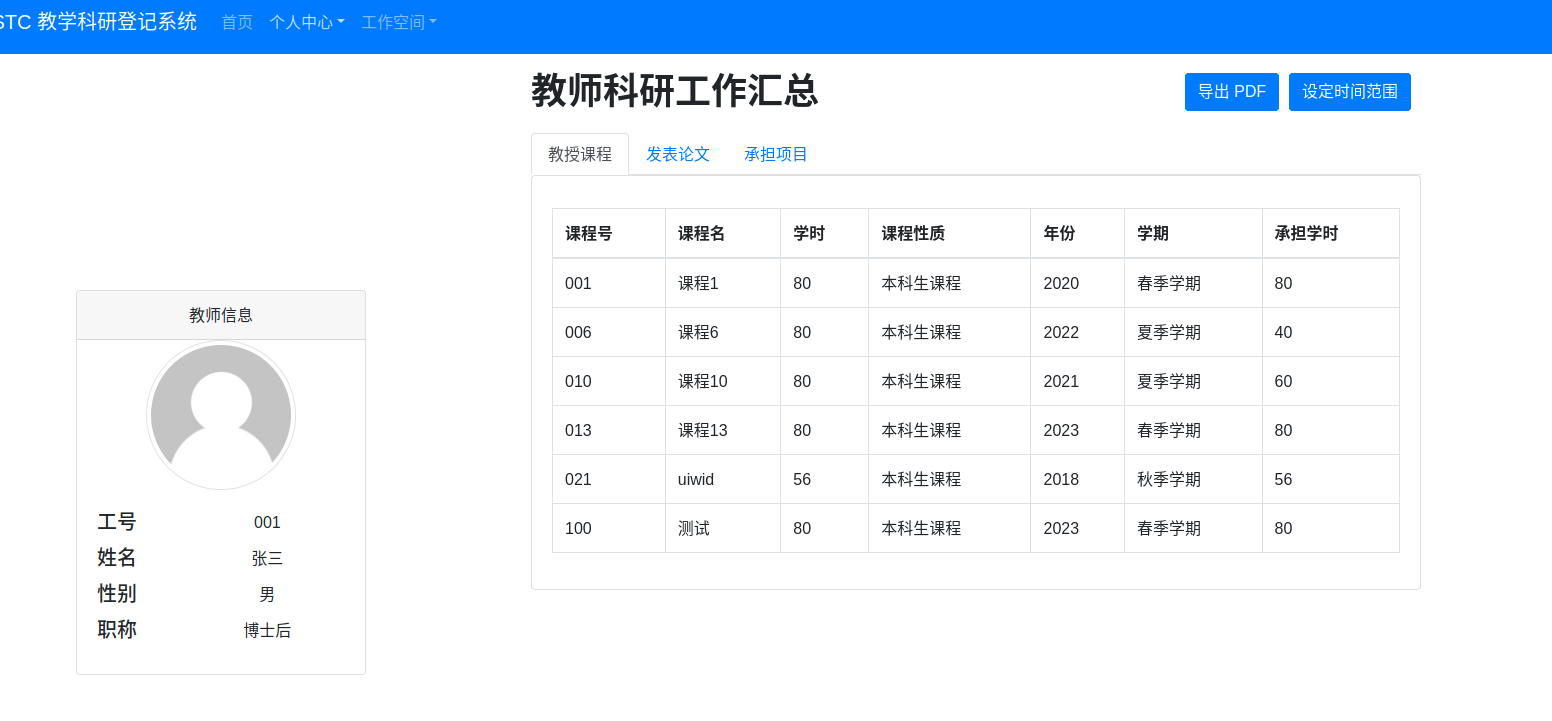 STC 教学科研登记系统 首页 个人中心 工作空间
教师科研工作汇总
导出 PDF 设定时间范围
教授课程 发表论文 承担项目
课程号 课程名 学时 课程性质 年份 学期 承担学时
001 课程1 80 本科生课程 2020 春季学期 80
006 课程6 80 本科生课程 2022 夏季学期 40
010 课程10 80 本科生课程 2021 夏季学期 60
013 课程13 80 本科生课程 2023 春季学期 80
021 uiwid 56 本科生课程 2018 秋季学期 56
100 测试 80 本科生课程 2023 春季学期 80
教师信息
工号 001
姓名 张三
性别 男
职称 博士后